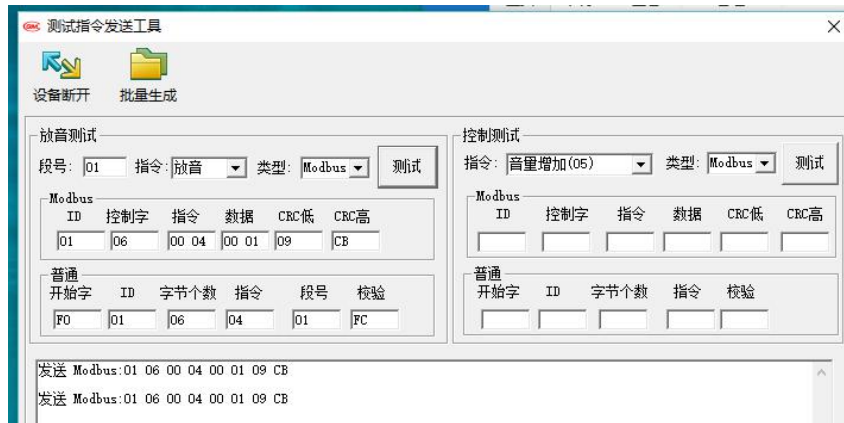 测试指令发送工具
设备断开 批量生成
放音测试
段号: 01 指令: 放音 类型: Modbus 测试
Modbus
ID 控制字 指令 数据 CRC低 CRC高
01 06 00 04 00 01 09 CB
普通
开始字 ID 字节个数 指令 段号 校验
F0 01 06 04 01 FC
控制测试
指令: 音量增加(05) 类型: Modbus 测试
Modbus
ID 控制字 指令 数据 CRC低 CRC高
普通
开始字 ID 字节个数 指令 校验
发送 Modbus:01 06 00 04 00 01 09 CB
发送 Modbus:01 06 00 04 00 01 09 CB